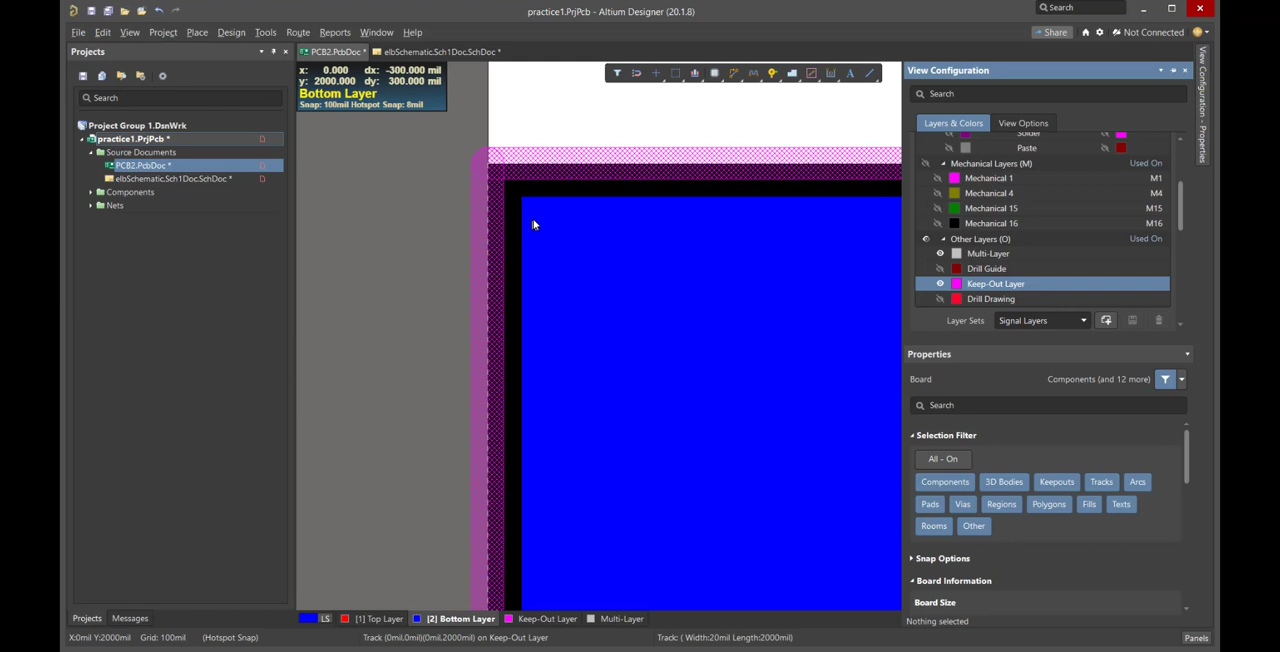 practice1.PrjPcb - Altium Designer (20.1.8)
Search
File Edit View Project Place Design Tools Route Reports Window Help
Share
Not Connected
Projects
PCB2.PcbDoc *
elbSchematic.Sch1Doc.SchDoc *
View Configuration
x: 0.000 dx: -300.000 mil
y: 2000.000 dy: 300.000 mil
Bottom Layer
Snap: 100mil Hotspot Snap: 8mil
Search
Search
Project Group 1.DsnWrk
practice1.PrjPcb *
Source Documents
PCB2.PcbDoc *
elbSchematic.Sch1Doc.SchDoc *
Components
Nets
Layers & Colors View Options
Solder
Paste
Mechanical Layers (M) Used On
Mechanical 1 M1
Mechanical 4 M4
Mechanical 15 M15
Mechanical 16 M16
Other Layers (O) Used On
Multi-Layer
Drill Guide
Keep-Out Layer
Drill Drawing
Layer Sets Signal Layers
View Configuration
Properties
Properties
Board Components (and 12 more)
Search
Selection Filter
All - On
Components 3D Bodies Keepouts Tracks Arcs
Pads Vias Regions Polygons Fills Texts
Rooms Other
Snap Options
Board Information
Board Size
Nothing selected
Projects Messages
LS [1] Top Layer [2] Bottom Layer Keep-Out Layer Multi-Layer
X:0mil Y:2000mil Grid: 100mil (Hotspot Snap) Track (0mil,0mil)(0mil,2000mil) on Keep-Out Layer Track: ( Width:20mil Length:2000mil) Panels